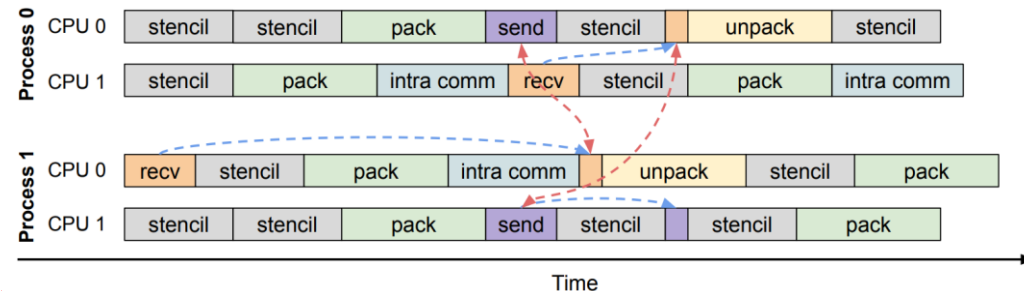 Process 0
CPU 0 stencil stencil pack send stencil unpack stencil
CPU 1 stencil pack intra comm recv stencil pack intra comm
Process 1
CPU 0 recv stencil pack intra comm unpack stencil pack
CPU 1 stencil stencil pack send stencil stencil pack
Time